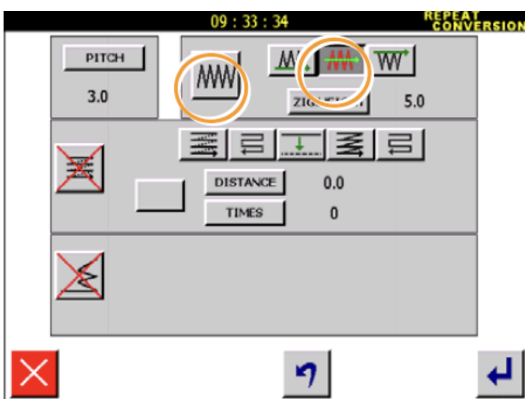 09 : 33 : 34
REPEAT
CONVERSION
PITCH
3.0
5.0
DISTANCE
0.0
TIMES
0